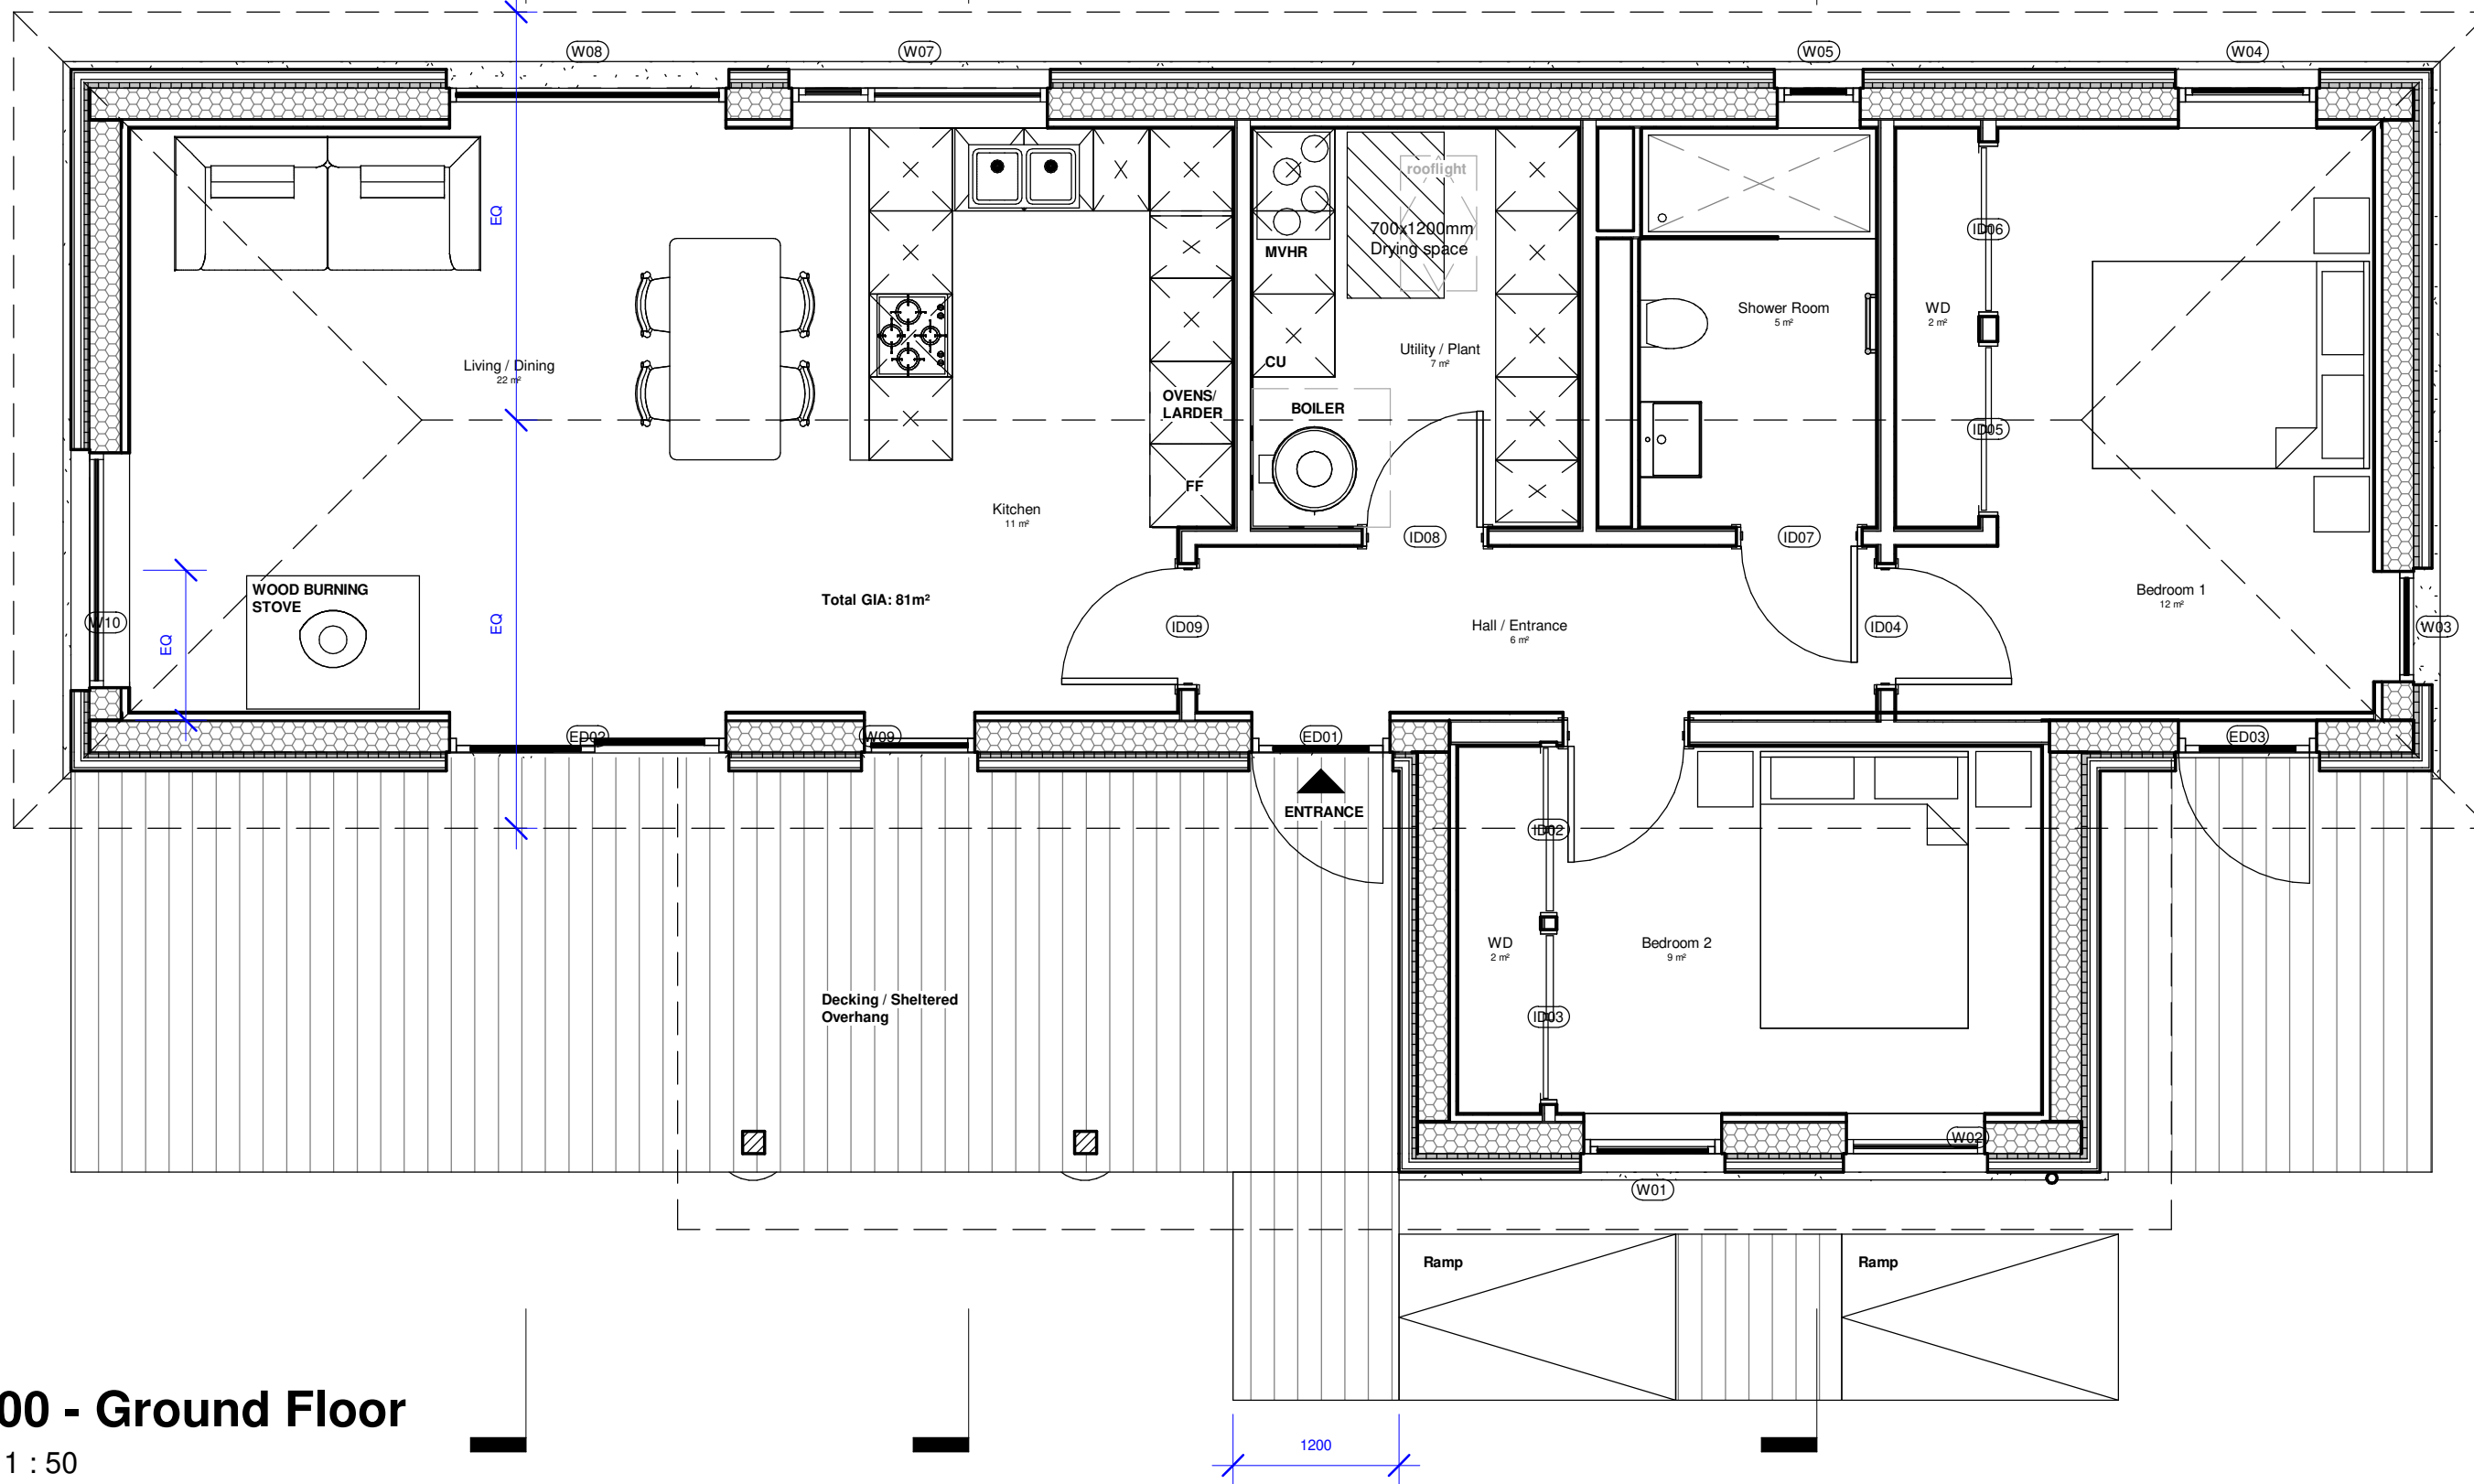 W08
W07
W05
W04
EQ
rooflight
700x1200mm
Drying space
MVHR
ID06
Shower Room
5 m²
WD
2 m²
Living / Dining
22 m²
Utility / Plant
7 m²
CU
OVENS/
LARDER
BOILER
ID05
FF
Kitchen
11 m²
ID08
ID07
WOOD BURNING
STOVE
Total GIA: 81m²
Bedroom 1
12 m²
W10
EQ
EQ
ID09
Hall / Entrance
6 m²
ID04
W03
ED02
W09
ED01
ED03
ENTRANCE
ID02
WD
2 m²
Bedroom 2
9 m²
Decking / Sheltered
Overhang
ID03
W02
W01
Ramp
Ramp
00 - Ground Floor
1 : 50
1200